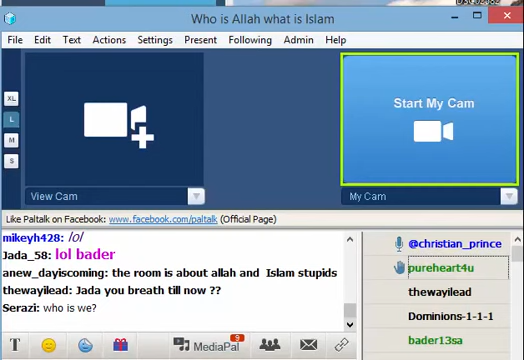 Who is Allah what is Islam
File Edit Text Actions Settings Present Following Admin Help
XL
L
M
S
Start My Cam
View Cam
My Cam
Like Paltalk on Facebook: www.facebook.com/paltalk (Official Page)
mikeyh428: lol
Jada_58: lol bader
anew_dayiscoming: the room is about allah and Islam stupids
thewayilead: Jada you breath till now ??
Serazi: who is we?
@christian_prince
pureheart4u
thewayilead
Dominions-1-1-1
bader13sa
T
MediaPal
9